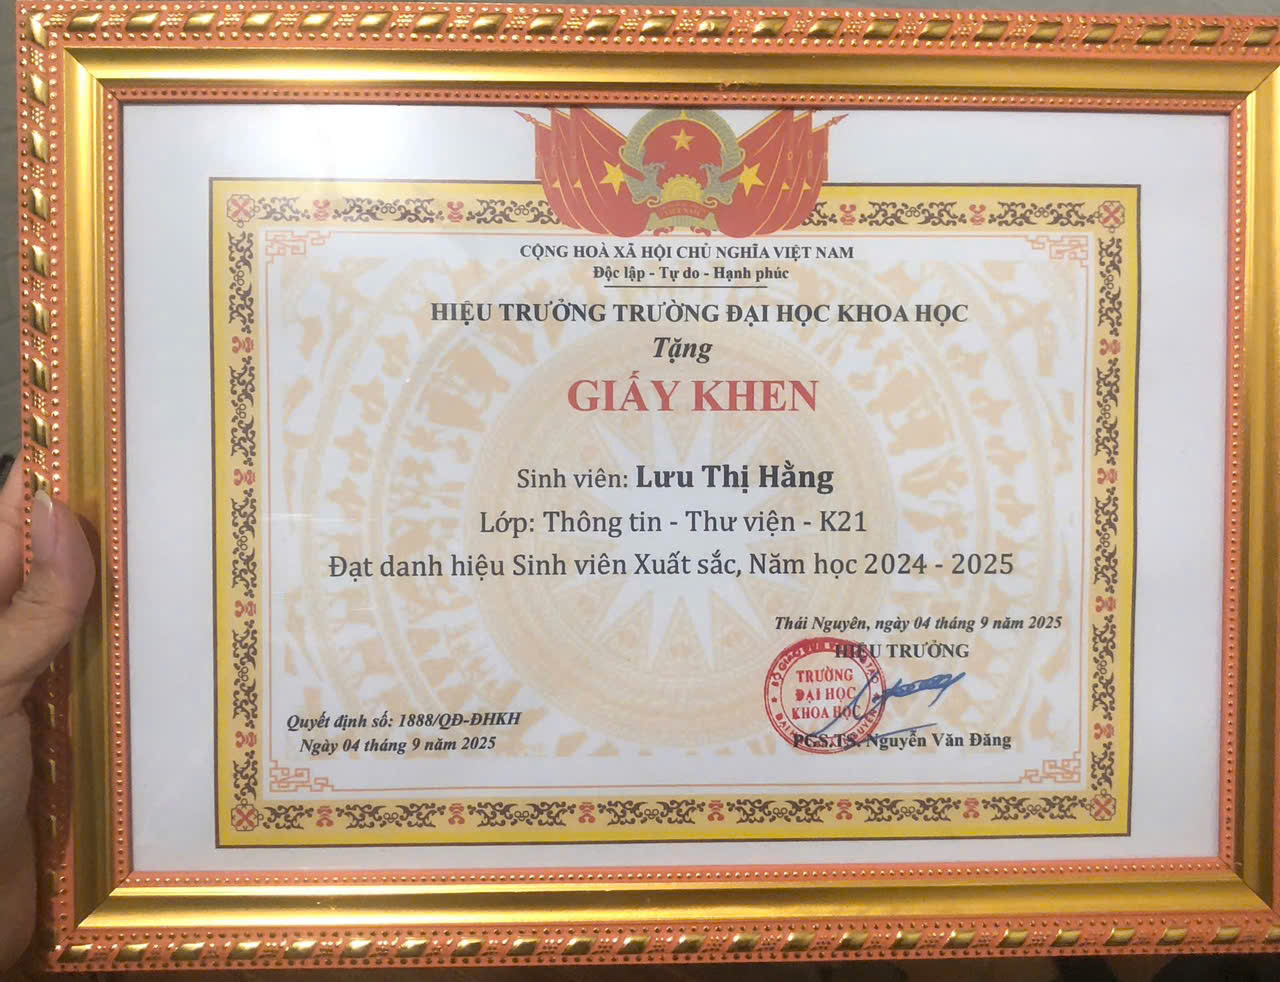 VIỆT NAM
CỘNG HOÀ XÃ HỘI CHỦ NGHĨA VIỆT NAM
Độc lập - Tự do - Hạnh phúc
HIỆU TRƯỞNG TRƯỜNG ĐẠI HỌC KHOA HỌC
Tặng
GIẤY KHEN
Sinh viên: Lưu Thị Hằng
Lớp: Thông tin - Thư viện - K21
Đạt danh hiệu Sinh viên Xuất sắc, Năm học 2024 - 2025
Thái Nguyên, ngày 04 tháng 9 năm 2025
HIỆU TRƯỞNG
TRƯỜNG
ĐẠI HỌC
KHOA HỌC
PGS.TS. Nguyễn Văn Đăng
Quyết định số: 1888/QĐ-ĐHKH
Ngày 04 tháng 9 năm 2025